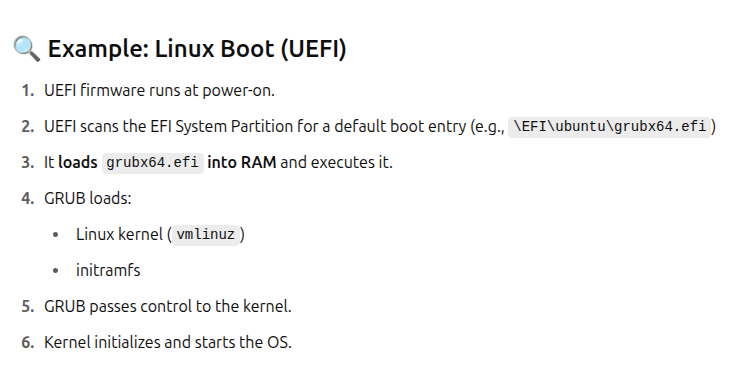 🔍 Example: Linux Boot (UEFI)
1. UEFI firmware runs at power-on.
2. UEFI scans the EFI System Partition for a default boot entry (e.g., \EFI\ubuntu\grubx64.efi)
3. It loads grubx64.efi into RAM and executes it.
4. GRUB loads:
• Linux kernel (vmlinuz)
• initramfs
5. GRUB passes control to the kernel.
6. Kernel initializes and starts the OS.